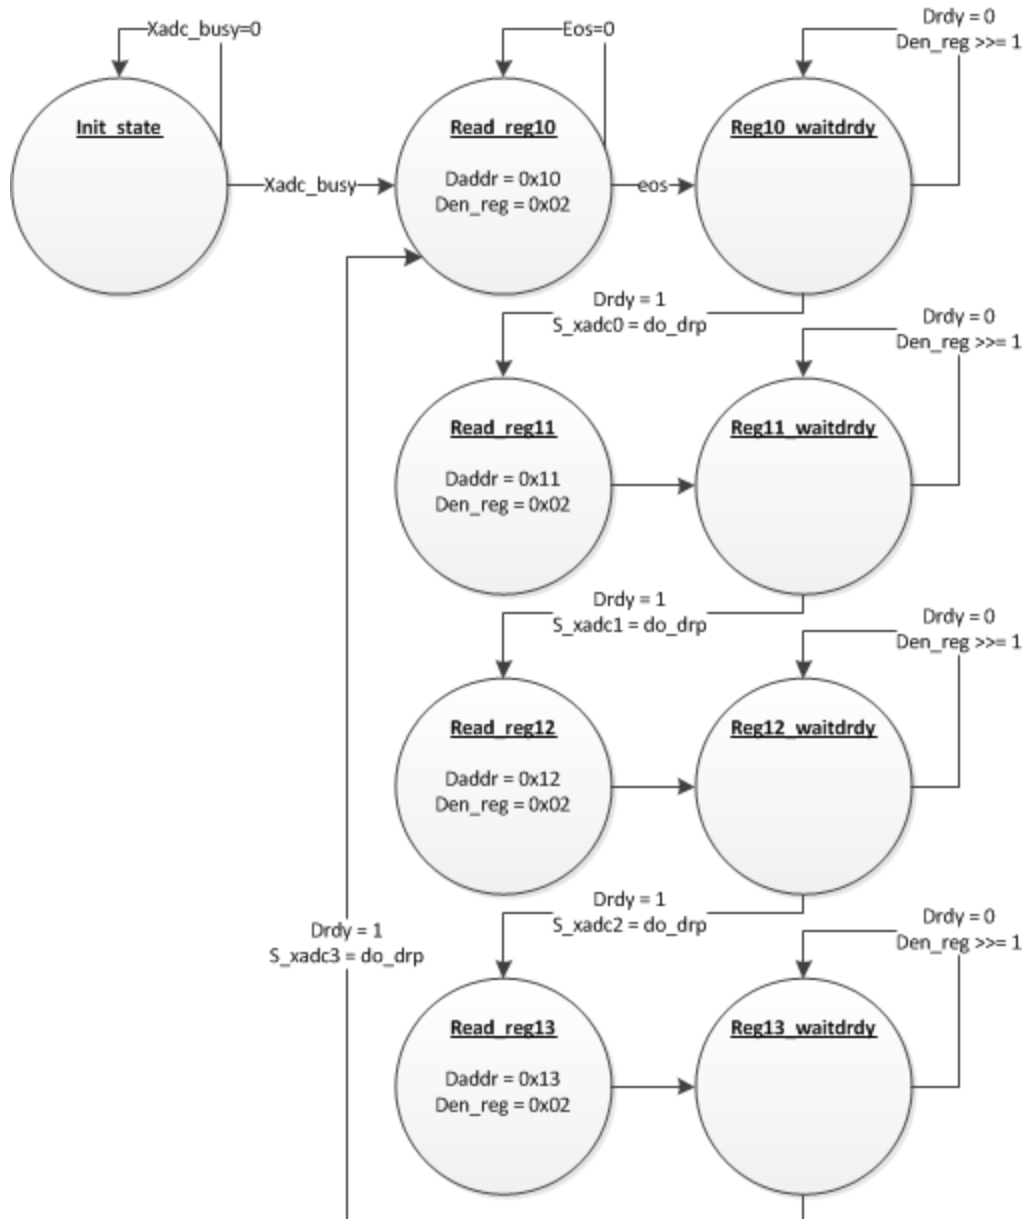 Xadc_busy=0
Eos=0
Drdy = 0
Den_reg >>= 1
Init_state
Read_reg10
Reg10_waitdrdy
Daddr = 0x10
Den_reg = 0x02
Xadc_busy
eos
Drdy = 1
S_xadc0 = do_drp
Drdy = 0
Den_reg >>= 1
Read_reg11
Reg11_waitdrdy
Daddr = 0x11
Den_reg = 0x02
Drdy = 1
S_xadc1 = do_drp
Drdy = 0
Den_reg >>= 1
Read_reg12
Reg12_waitdrdy
Daddr = 0x12
Den_reg = 0x02
Drdy = 1
S_xadc2 = do_drp
Drdy = 0
Den_reg >>= 1
Drdy = 1
S_xadc3 = do_drp
Read_reg13
Reg13_waitdrdy
Daddr = 0x13
Den_reg = 0x02